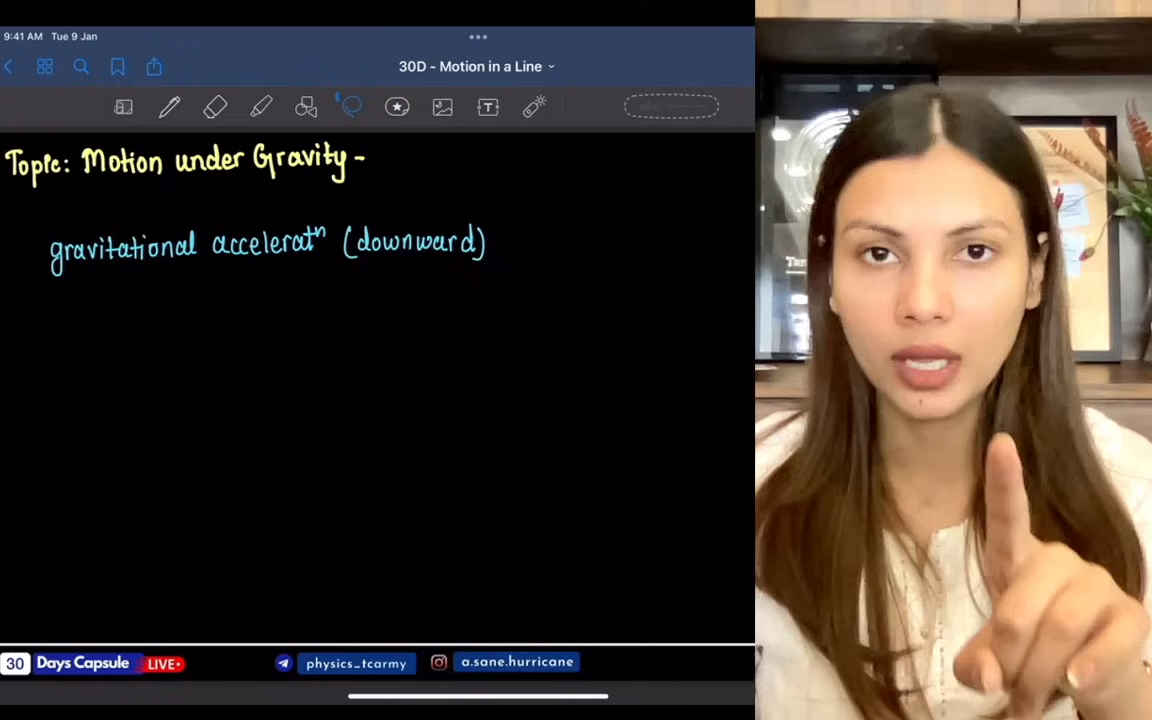 9:41 AM Tue 9 Jan
30D - Motion in a Line
Topic: Motion under Gravity -
gravitational acceleratⁿ (downward)
30 Days Capsule LIVE
physics_tcarmy
a.sane.hurricane